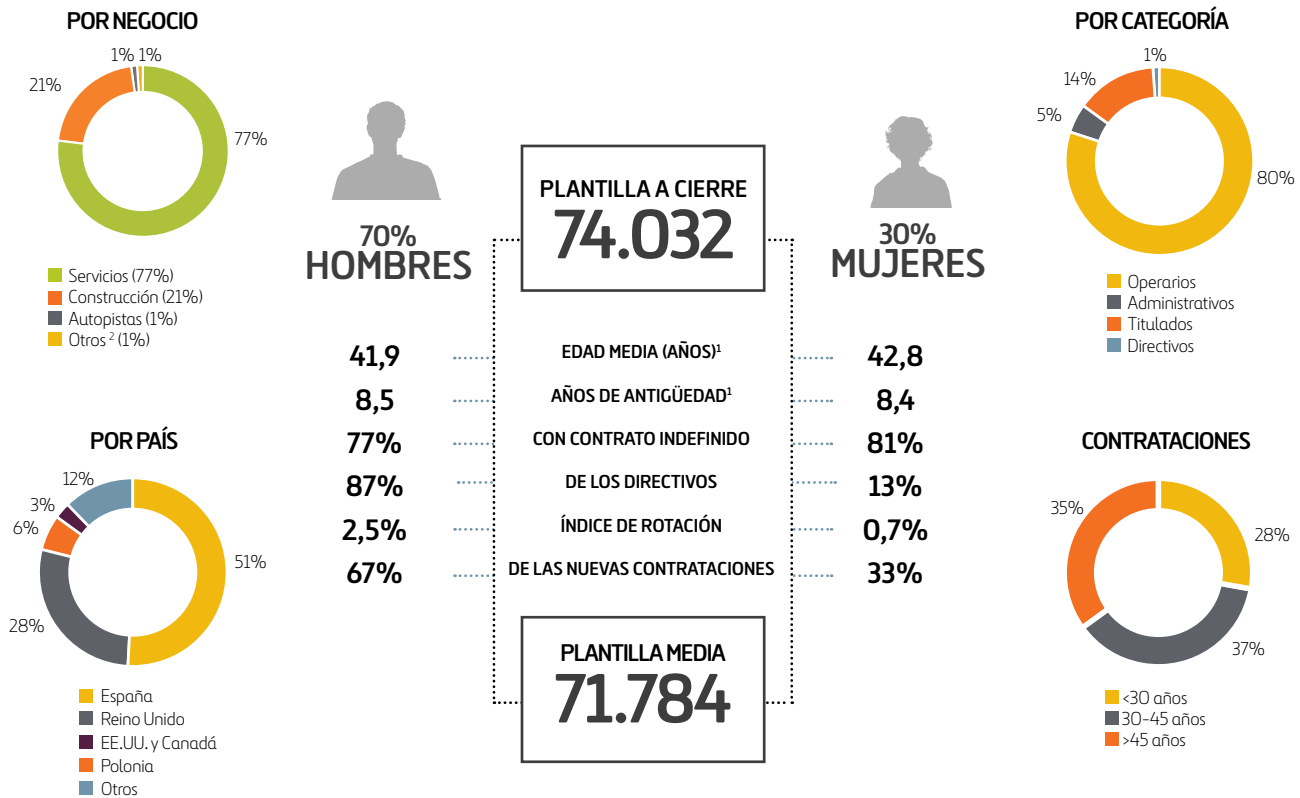 POR NEGOCIO
1% 1%
21%
77%
Servicios (77%)
Construcción (21%)
Autopistas (1%)
Otros ² (1%)
POR PAÍS
12%
3%
6%
51%
28%
España
Reino Unido
EE.UU. y Canadá
Polonia
Otros
70%
HOMBRES
PLANTILLA A CIERRE
74.032
30%
MUJERES
41,9 EDAD MEDIA (AÑOS)¹ 42,8
8,5 AÑOS DE ANTIGÜEDAD¹ 8,4
77% CON CONTRATO INDEFINIDO 81%
87% DE LOS DIRECTIVOS 13%
2,5% ÍNDICE DE ROTACIÓN 0,7%
67% DE LAS NUEVAS CONTRATACIONES 33%
PLANTILLA MEDIA
71.784
POR CATEGORÍA
1%
14%
5%
80%
Operarios
Administrativos
Titulados
Directivos
CONTRATACIONES
35%
28%
37%
<30 años
30-45 años
>45 años